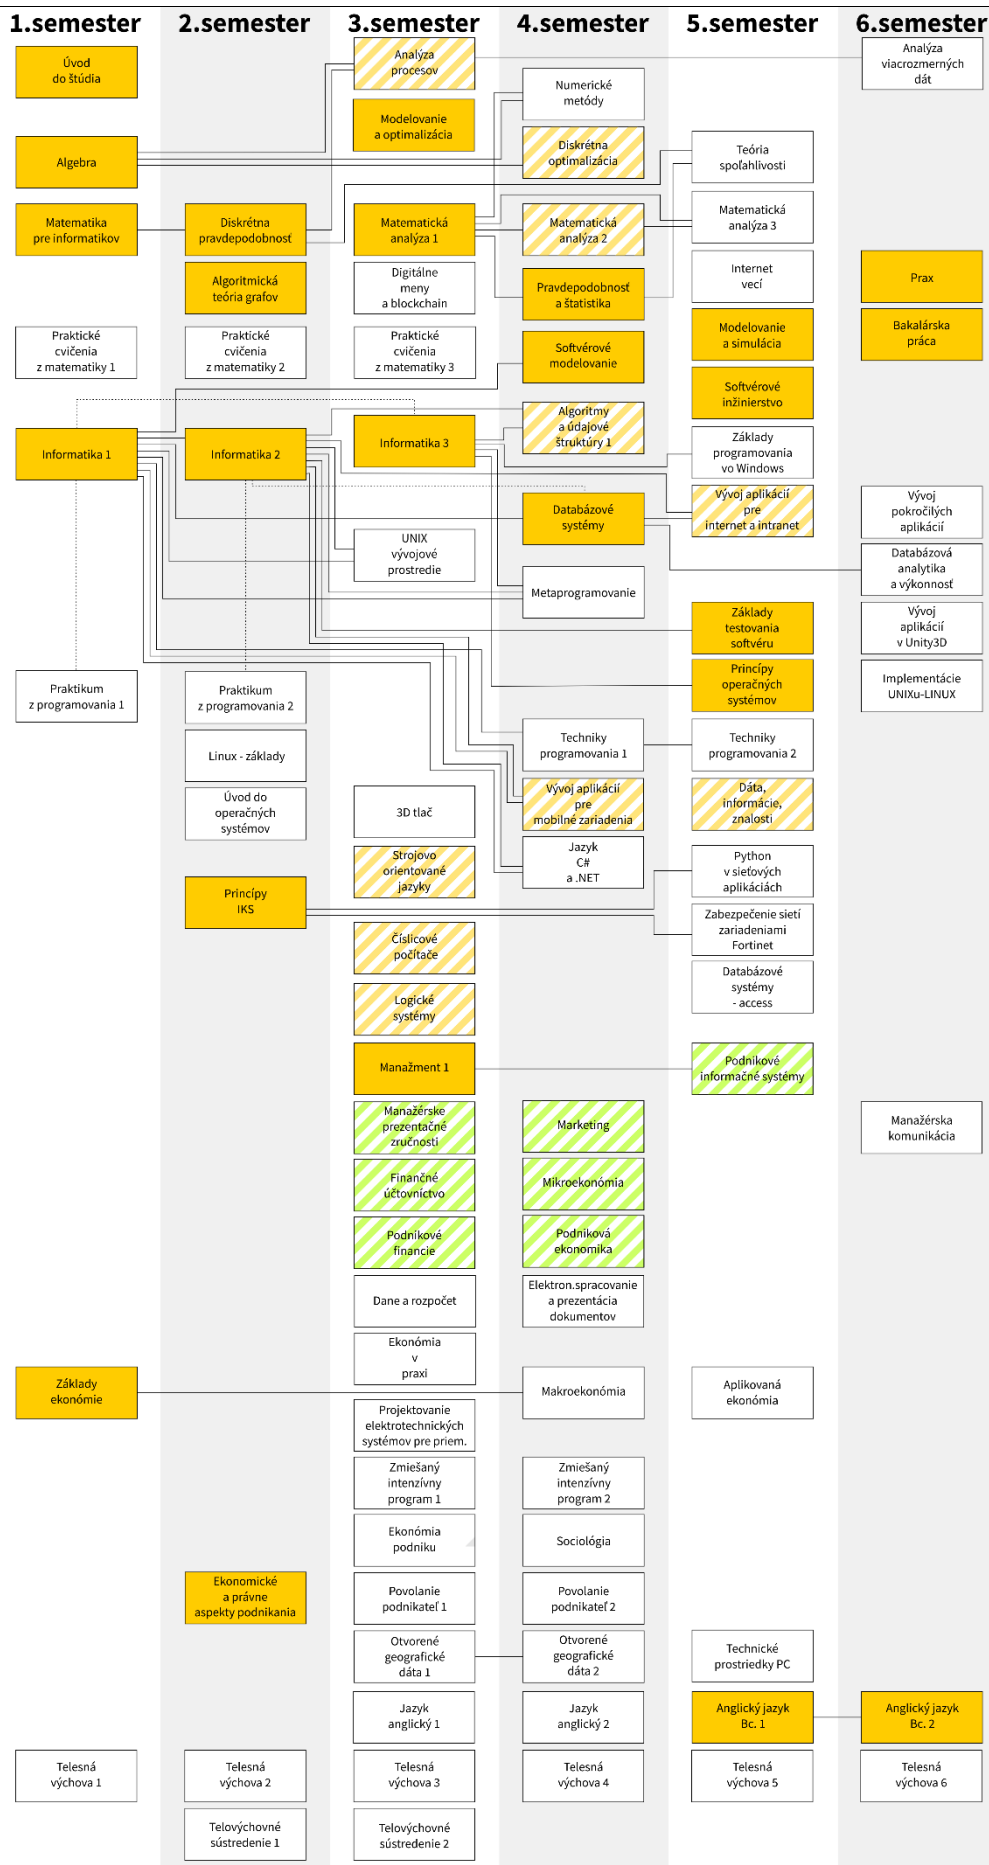 1.semester
2.semester
3.semester
4.semester
5.semester
6.semester
Úvod
do štúdia
Algebra
Matematika
pre informatikov
Praktické
cvičenia
z matematiky 1
Informatika 1
Praktikum
z programovania 1
Základy
ekonómie
Telesná
výchova 1
Diskrétna
pravdepodobnosť
Algoritmická
teória grafov
Praktické
cvičenia
z matematiky 2
Informatika 2
Praktikum
z programovania 2
Linux - základy
Úvod do
operačných
systémov
Princípy
IKS
Ekonomické
a právne
aspekty podnikania
Telesná
výchova 2
Telovýchovné
sústredenie 1
Analýza
procesov
Modelovanie
a optimalizácia
Matematická
analýza 1
Digitálne
meny
a blockchain
Praktické
cvičenia
z matematiky 3
Informatika 3
UNIX
vývojové
prostredie
3D tlač
Strojovo
orientované
jazyky
Číslicové
počítače
Logické
systémy
Manažment 1
Manažérske
prezentačné
zručnosti
Finančné
účtovníctvo
Podnikové
financie
Dane a rozpočet
Ekonómia
v
praxi
Projektovanie
elektrotechnických
systémov pre priem.
Zmiešaný
intenzívny
program 1
Ekonómia
podniku
Povolanie
podnikateľ 1
Otvorené
geografické
dáta 1
Jazyk
anglický 1
Telesná
výchova 3
Telovýchovné
sústredenie 2
Numerické
metódy
Diskrétna
optimalizácia
Matematická
analýza 2
Pravdepodobnosť
a štatistika
Softvérové
modelovanie
Algoritmy
a údajové
štruktúry 1
Databázové
systémy
Metaprogramovanie
Techniky
programovania 1
Vývoj aplikácií
pre
mobilné zariadenia
Jazyk
C#
a .NET
Marketing
Mikroekonómia
Podniková
ekonomika
Elektron.spracovanie
a prezentácia
dokumentov
Makroekonómia
Zmiešaný
intenzívny
program 2
Sociológia
Povolanie
podnikateľ 2
Otvorené
geografické
dáta 2
Jazyk
anglický 2
Telesná
výchova 4
Teória
spoľahlivosti
Matematická
analýza 3
Internet
vecí
Modelovanie
a simulácia
Softvérové
inžinierstvo
Základy
programovania
vo Windows
Vývoj aplikácií
pre
internet a intranet
Základy
testovania
softvéru
Princípy
operačných
systémov
Techniky
programovania 2
Dáta,
informácie,
znalosti
Python
v sieťových
aplikáciách
Zabezpečenie sietí
zariadeniami
Fortinet
Databázové
systémy
- access
Podnikové
informačné systémy
Aplikovaná
ekonómia
Technické
prostriedky PC
Anglický jazyk
Bc. 1
Telesná
výchova 5
Analýza
viacrozmerných
dát
Prax
Bakalárska
práca
Vývoj
pokročilých
aplikácií
Databázová
analytika
a výkonnosť
Vývoj
aplikácií
v Unity3D
Implementácie
UNIXu-LINUX
Manažérska
komunikácia
Anglický jazyk
Bc. 2
Telesná
výchova 6